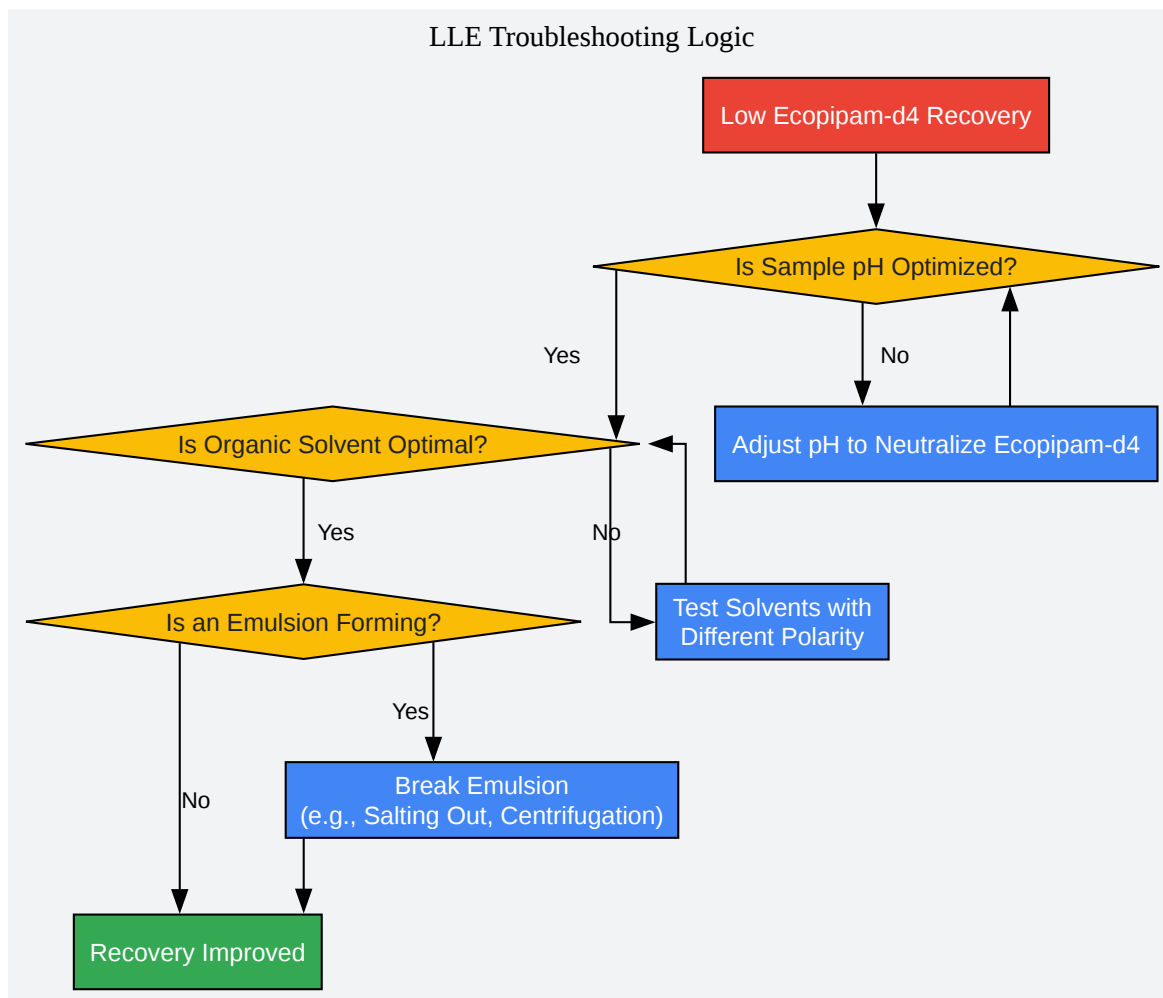 LLE Troubleshooting Logic
Low Ecopipam-d4 Recovery
Is Sample pH Optimized?
Yes
No
Is Organic Solvent Optimal?
Adjust pH to Neutralize Ecopipam-d4
Yes
No
Is an Emulsion Forming?
Test Solvents with
Different Polarity
Yes
No
Break Emulsion
(e.g., Salting Out, Centrifugation)
Recovery Improved